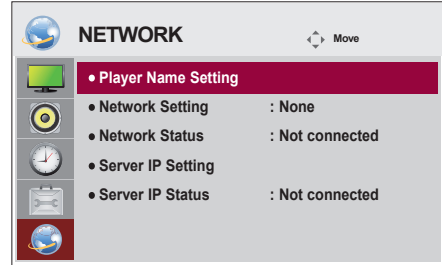 NETWORK Move
• Player Name Setting
• Network Setting : None
• Network Status : Not connected
• Server IP Setting
• Server IP Status : Not connected